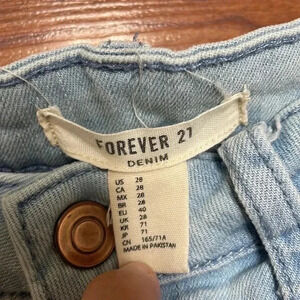 FOREVER 21
DENIM
US 28
CA 28
MX 28
BR 28
EU 40
UK 28
KR 71
JP 71
CN 165/71A
MADE IN PAKISTAN